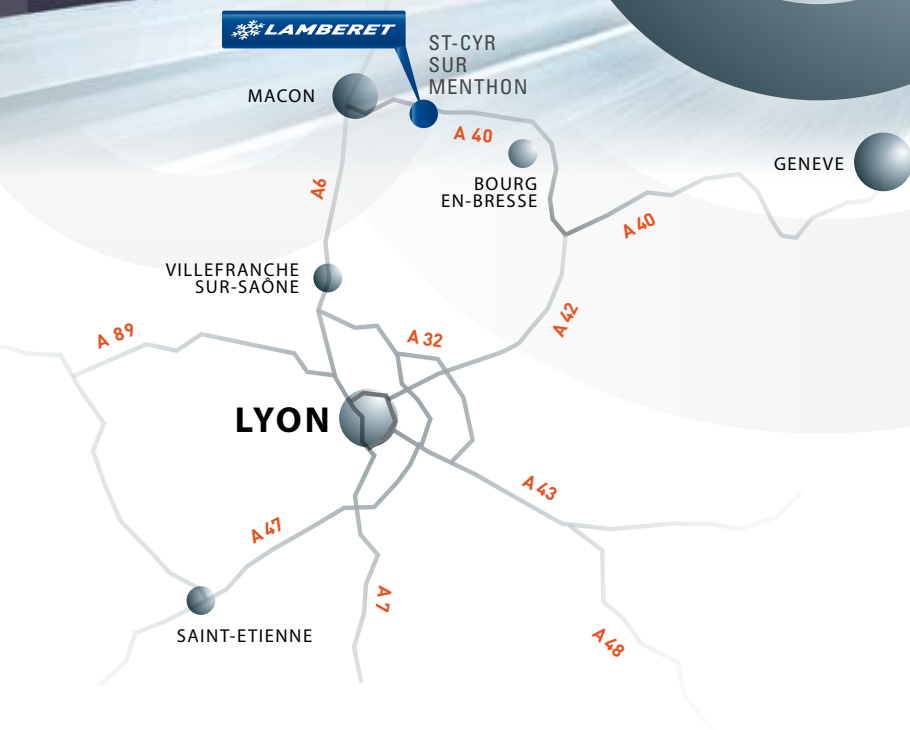 LAMBERET
ST-CYR
SUR
MENTHON
MACON
A 40
GENEVE
BOURG
EN-BRESSE
A6
A 40
VILLEFRANCHE
SUR-SAÔNE
A 42
A 89
A 32
LYON
A 43
A 47
A 7
SAINT-ETIENNE
A 48